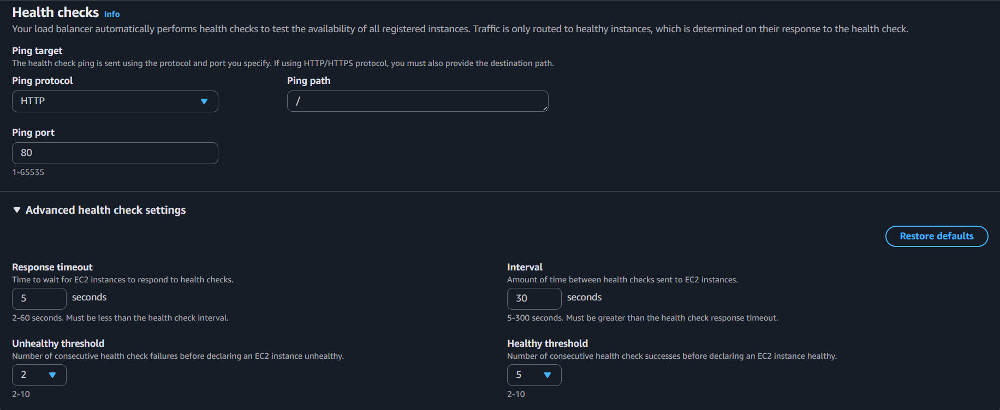 Health checks Info
Your load balancer automatically performs health checks to test the availability of all registered instances. Traffic is only routed to healthy instances, which is determined on their response to the health check.
Ping target
The health check ping is sent using the protocol and port you specify. If using HTTP/HTTPS protocol, you must also provide the destination path.
Ping protocol
HTTP
Ping path
/
Ping port
80
1-65535
Advanced health check settings
Restore defaults
Response timeout
Time to wait for EC2 instances to respond to health checks.
5 seconds
2-60 seconds. Must be less than the health check interval.
Interval
Amount of time between health checks sent to EC2 instances.
30 seconds
5-300 seconds. Must be greater than the health check response timeout.
Unhealthy threshold
Number of consecutive health check failures before declaring an EC2 instance unhealthy.
2
2-10
Healthy threshold
Number of consecutive health check successes before declaring an EC2 instance healthy.
5
2-10